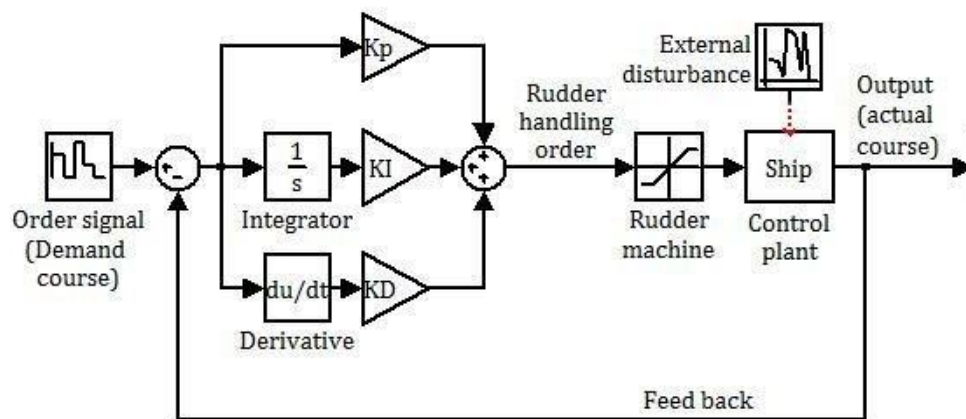 Kp
External
disturbance
Output
(actual
course)
Rudder
handling
order
1
s
KI
+
-
+
+
+
Ship
Order signal
(Demand
course)
Integrator
Rudder
machine
Control
plant
du/dt
KD
Derivative
Feed back